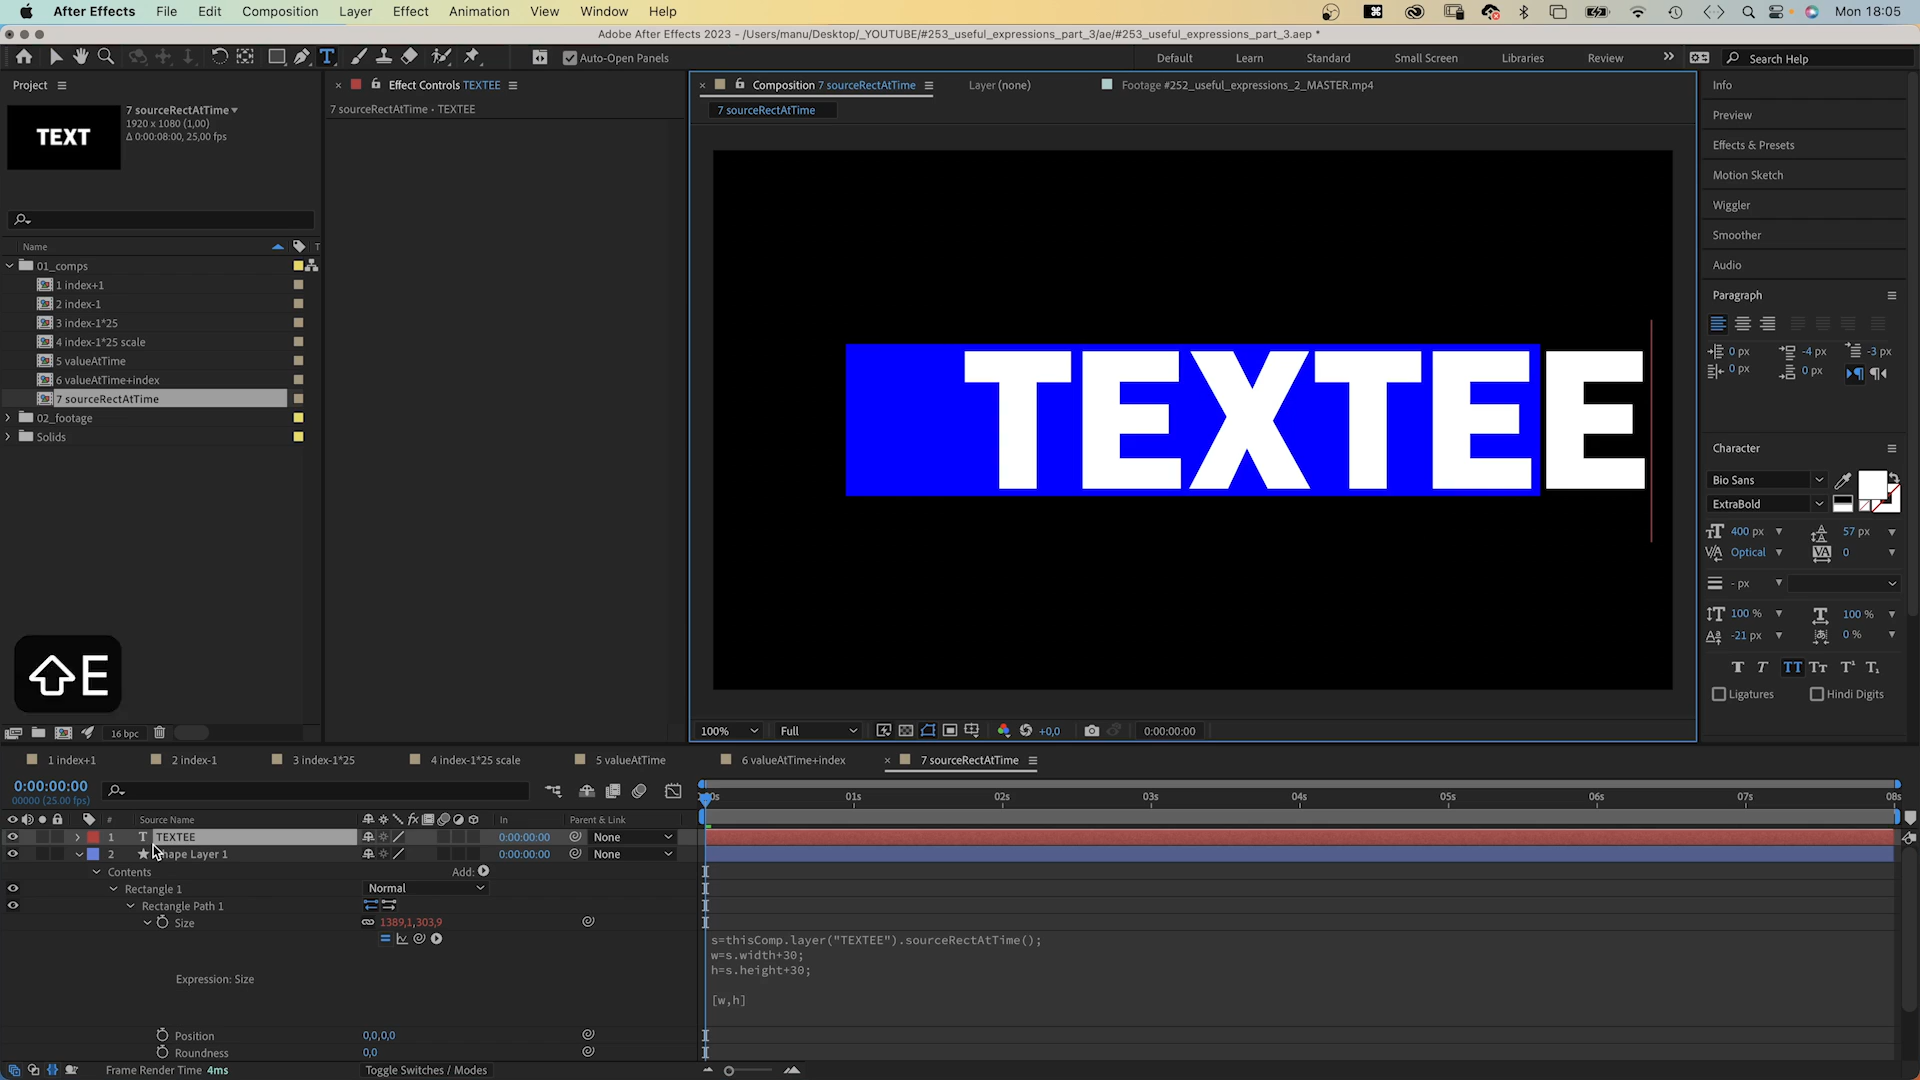 After Effects File Edit Composition Layer Effect Animation View Window Help Mon 18:05
Adobe After Effects 2023 - /Users/manu/Desktop/_YOUTUBE/#253_useful_expressions_part_3/ae/#253_useful_expressions_part_3.aep *
Auto-Open Panels Default Learn Standard Small Screen Libraries Review Search Help
Project
7 sourceRectAtTime
1920 x 1080 (1,00)
Δ 0:00:08:00, 25,00 fps
TEXT
Name T
01_comps
1 index+1
2 index-1
3 index-1*25
4 index-1*25 scale
5 valueAtTime
6 valueAtTime+index
7 sourceRectAtTime
02_footage
Solids
⇧E
16 bpc
Effect Controls TEXTEE
7 sourceRectAtTime • TEXTEE
Composition 7 sourceRectAtTime Layer (none) Footage #252_useful_expressions_2_MASTER.mp4
7 sourceRectAtTime
TEXTEE
100% Full +0,0 0:00:00:00
Info
Preview
Effects & Presets
Motion Sketch
Wiggler
Smoother
Audio
Paragraph
0 px -4 px -3 px
0 px 0 px
Character
Bio Sans
ExtraBold
400 px 57 px
Optical 0
- px
100 % 100 %
-21 px 0 %
T T TT Tt T¹ T₁
Ligatures Hindi Digits
1 index+1 2 index-1 3 index-1*25 4 index-1*25 scale 5 valueAtTime 6 valueAtTime+index 7 sourceRectAtTime
0:00:00:00
00000 (25.00 fps)
00s 01s 02s 03s 04s 05s 06s 07s 08s
# Source Name In Parent & Link
1 T TEXTEE 0:00:00:00 None
2 Shape Layer 1 0:00:00:00 None
Contents Add:
Rectangle 1 Normal
Rectangle Path 1
Size 1389,1,303,9
Expression: Size
s=thisComp.layer("TEXTEE").sourceRectAtTime();
w=s.width+30;
h=s.height+30;
[w,h]
Position 0,0,0,0
Roundness 0,0
Frame Render Time 4ms Toggle Switches / Modes